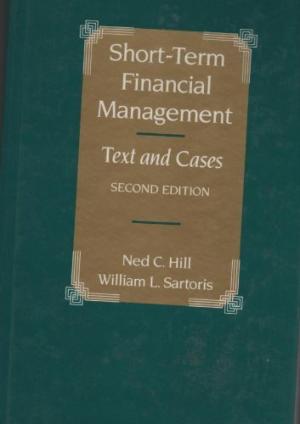 Short-Term
Financial
Management
Text and Cases
SECOND EDITION
Ned C. Hill
William L. Sartoris